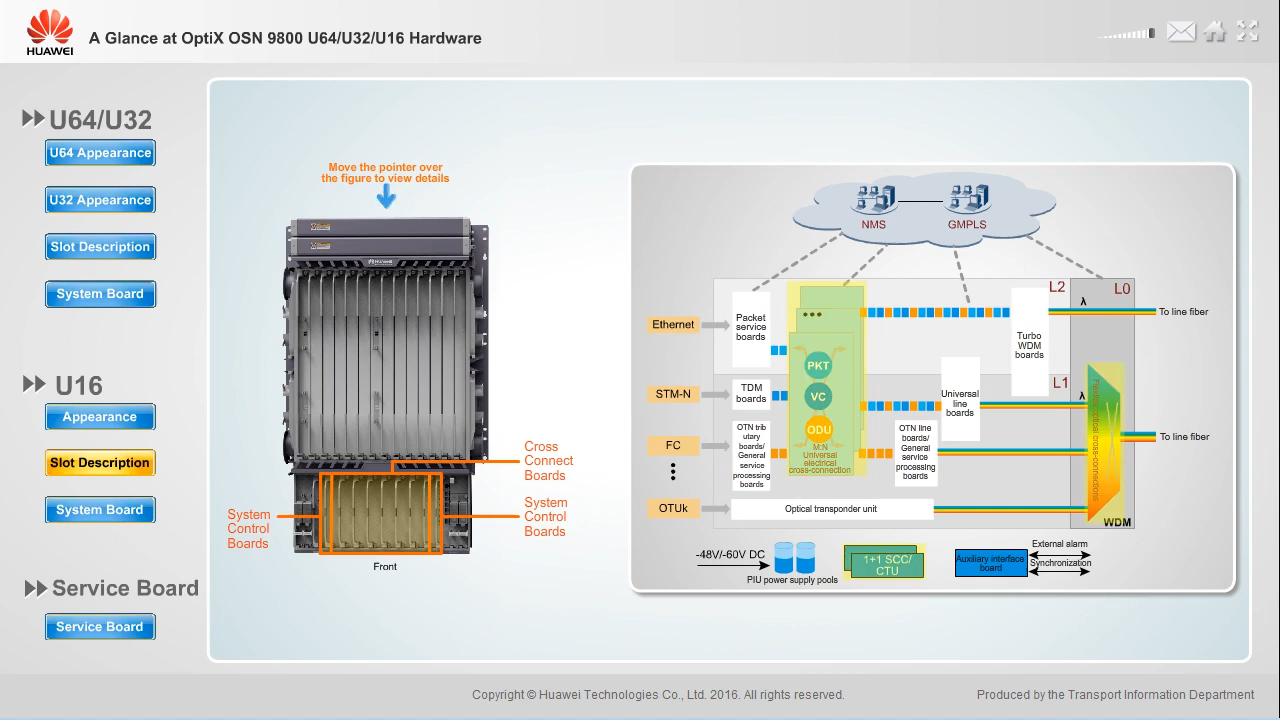 HUAWEI
A Glance at OptiX OSN 9800 U64/U32/U16 Hardware
U64/U32
U64 Appearance
U32 Appearance
Slot Description
System Board
U16
Appearance
Slot Description
System Board
Service Board
Service Board
Move the pointer over
the figure to view details
HUAWEI
Cross
Connect
Boards
System
Control
Boards
System
Control
Boards
Front
NMS
GMPLS
L2
L0
λ
Ethernet
Packet
service
boards
Turbo
WDM
boards
To line fiber
PKT
L1
STM-N
TDM
boards
VC
Universal
line
boards
λ
Flexible optical cross-connections
FC
OTN trib
utary
boards/
General
service
processing
boards
ODU
M:N
Universal
electrical
cross-connection
OTN line
boards/
General
service
processing
boards
To line fiber
OTUk
Optical transponder unit
WDM
-48V/-60V DC
PIU power supply pools
1+1 SCC/
CTU
Auxiliary interface
board
External alarm
Synchronization
Copyright © Huawei Technologies Co., Ltd. 2016. All rights reserved.
Produced by the Transport Information Department